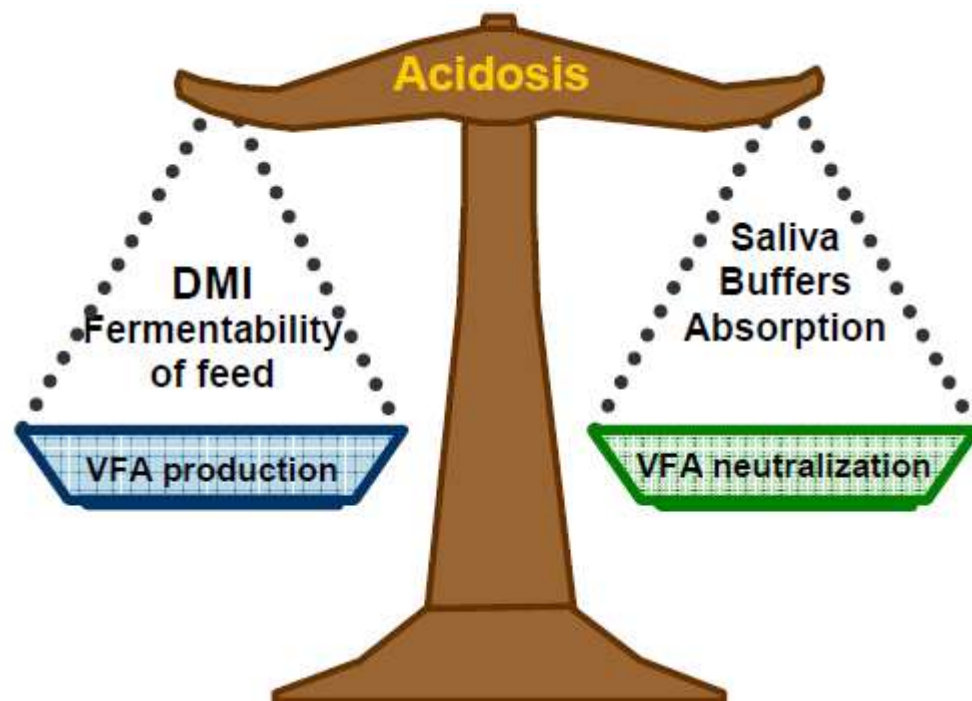 Acidosis
DMI
Fermentability
of feed
VFA production
Saliva
Buffers
Absorption
VFA neutralization